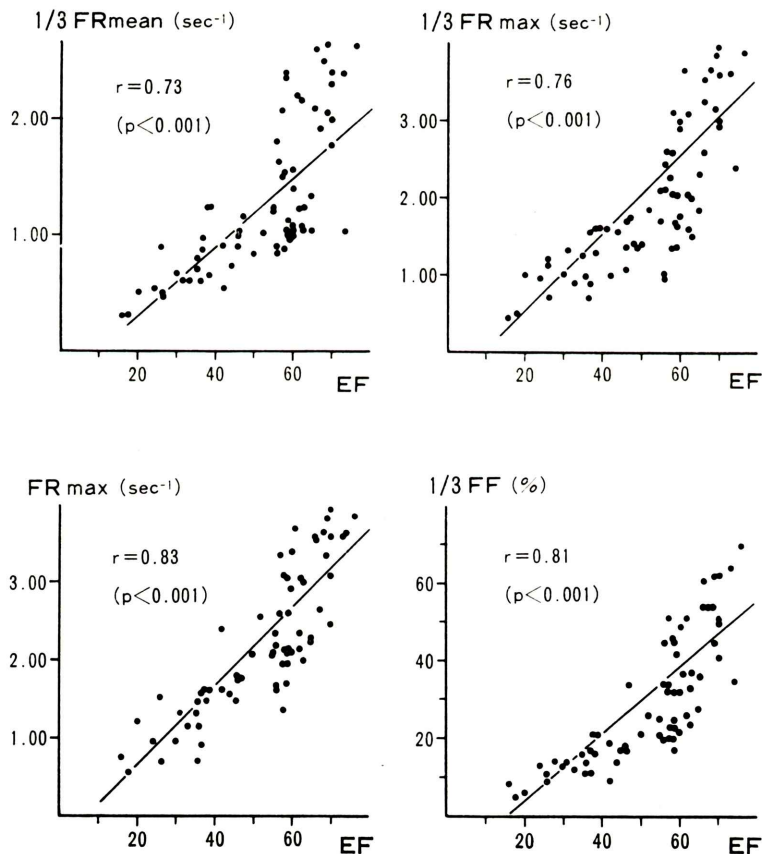 1/3 FRmean (sec⁻¹)
r=0.73
(p<0.001)
2.00
1.00
20 40 60 EF
1/3 FR max (sec⁻¹)
r=0.76
(p<0.001)
3.00
2.00
1.00
20 40 60 EF
FR max (sec⁻¹)
r=0.83
(p<0.001)
3.00
2.00
1.00
20 40 60 EF
1/3 FF (%)
r=0.81
(p<0.001)
60
40
20
20 40 60 EF